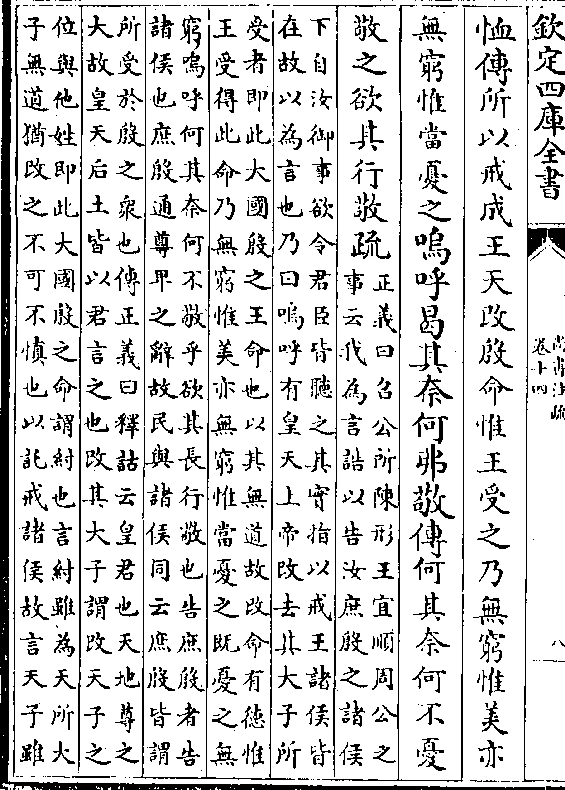 欽定四庫全書
尚書注疏
卷十四
八
恤傳所以戒成王天改殷命惟王受之乃無窮惟美亦
無窮惟當憂之嗚呼曷其奈何弗敬傳何其奈何不憂
敬之欲其行敬疏
正義曰召公所陳形王宜順周公之
事云代為言誥以告汝庶殷之諸侯
下自汝御事欲令君臣皆聽之其實指以戒王諸侯皆
在故以為言也乃曰嗚呼有皇天上帝改去其大子所
受者即此大國殷之王命也以其無道故改命有德惟
王受得此命乃無窮惟美亦無窮惟當憂之既憂之無
窮嗚呼何其奈何不敬乎欲其長行敬也告庶殷者告
諸侯也庶殷通尊卑之辭故民與諸侯同云庶殷皆謂
所受於殷之衆也傳正義曰釋詁云皇君也天地尊之
大故皇天后土皆以君言之也改其大子謂改天子之
位與他姓即此大國殷之命謂紂也言紂雖為天所大
子無道猶改之不可不慎也以託戒諸侯故言天子雖